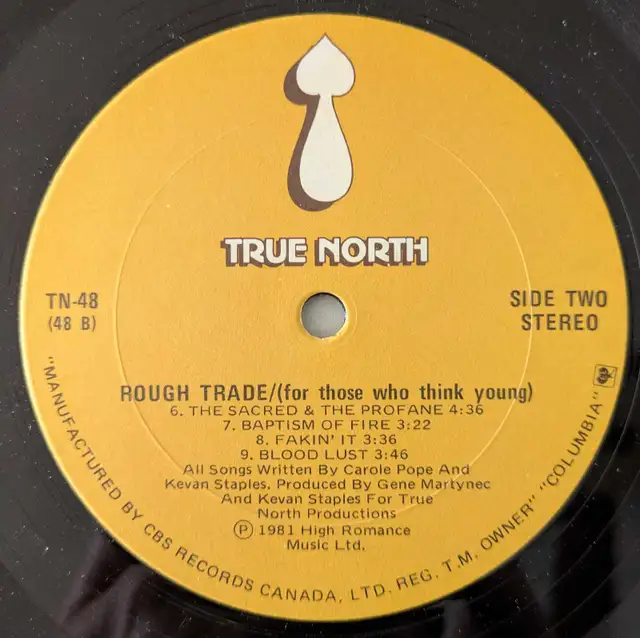 TRUE NORTH
TN-48
(48 B)
SIDE TWO
STEREO
ROUGH TRADE/(for those who think young)
6. THE SACRED & THE PROFANE 4:36
7. BAPTISM OF FIRE 3:22
8. FAKIN' IT 3:36
9. BLOOD LUST 3:46
All Songs Written By Carole Pope And
Kevan Staples. Produced By Gene Martynec
And Kevan Staples For True
North Productions
℗ 1981 High Romance
Music Ltd.
"MANUFACTURED BY CBS RECORDS CANADA, LTD. REG. T.M. OWNER" "COLUMBIA"